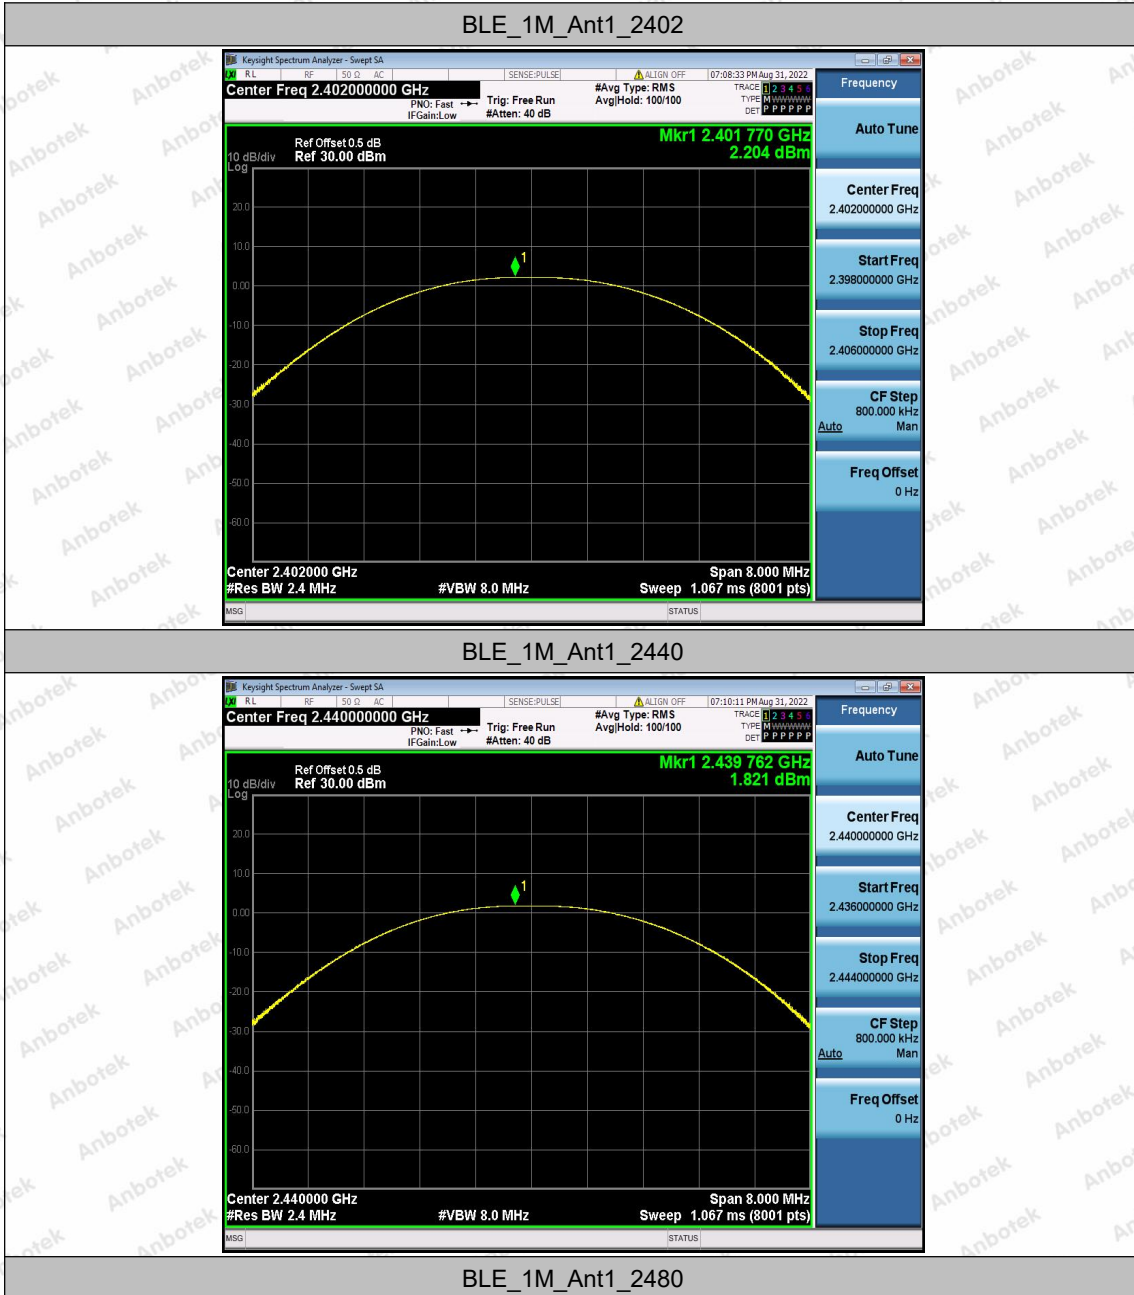 BLE_1M_Ant1_2402
Keysight Spectrum Analyzer - Swept SA
RL RF 50 Ω AC SENSE:PULSE ALIGN OFF 07:08:33 PM Aug 31, 2022
Center Freq 2.402000000 GHz
PNO: Fast
IFGain:Low
Trig: Free Run
#Atten: 40 dB
#Avg Type: RMS
Avg|Hold: 100/100
TRACE 1 2 3 4 5 6
TYPE M WWWWW
DET P P P P P P
Frequency
Auto Tune
Center Freq
2.402000000 GHz
Start Freq
2.398000000 GHz
Stop Freq
2.406000000 GHz
CF Step
800.000 kHz
Auto Man
Freq Offset
0 Hz
Mkr1 2.401 770 GHz
2.204 dBm
Ref Offset 0.5 dB
10 dB/div Ref 30.00 dBm
Log
20.0
10.0
0.00
-10.0
-20.0
-30.0
-40.0
-50.0
-60.0
1
Center 2.402000 GHz Span 8.000 MHz
#Res BW 2.4 MHz #VBW 8.0 MHz Sweep 1.067 ms (8001 pts)
MSG STATUS
BLE_1M_Ant1_2440
Keysight Spectrum Analyzer - Swept SA
RL RF 50 Ω AC SENSE:PULSE ALIGN OFF 07:10:11 PM Aug 31, 2022
Center Freq 2.440000000 GHz
PNO: Fast
IFGain:Low
Trig: Free Run
#Atten: 40 dB
#Avg Type: RMS
Avg|Hold: 100/100
TRACE 1 2 3 4 5 6
TYPE M WWWWW
DET P P P P P P
Frequency
Auto Tune
Center Freq
2.440000000 GHz
Start Freq
2.436000000 GHz
Stop Freq
2.444000000 GHz
CF Step
800.000 kHz
Auto Man
Freq Offset
0 Hz
Mkr1 2.439 762 GHz
1.821 dBm
Ref Offset 0.5 dB
10 dB/div Ref 30.00 dBm
Log
20.0
10.0
0.00
-10.0
-20.0
-30.0
-40.0
-50.0
-60.0
1
Center 2.440000 GHz Span 8.000 MHz
#Res BW 2.4 MHz #VBW 8.0 MHz Sweep 1.067 ms (8001 pts)
MSG STATUS
BLE_1M_Ant1_2480
Anbotek